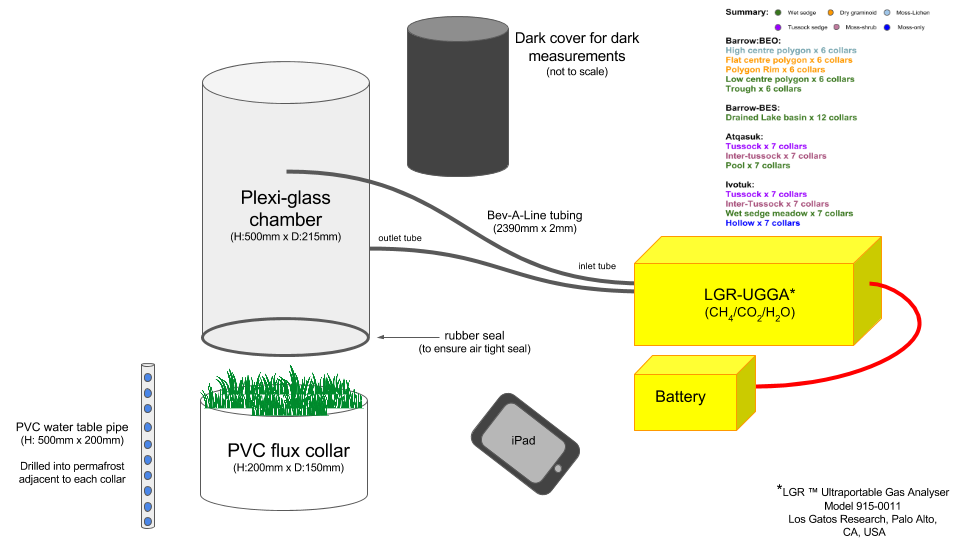 Dark cover for dark
measurements
(not to scale)
Summary: Wet sedge Dry graminoid Moss-Lichen
Tussock sedge Moss-shrub Moss-only
Barrow:BEO:
High centre polygon x 6 collars
Flat centre polygon x 6 collars
Polygon Rim x 6 collars
Low centre polygon x 6 collars
Trough x 6 collars
Barrow-BES:
Drained Lake basin x 12 collars
Atqasuk:
Tussock x 7 collars
Inter-tussock x 7 collars
Pool x 7 collars
Ivotuk:
Tussock x 7 collars
Inter-Tussock x 7 collars
Wet sedge meadow x 7 collars
Hollow x 7 collars
Plexi-glass
chamber
(H:500mm x D:215mm)
Bev-A-Line tubing
(2390mm x 2mm)
outlet tube
inlet tube
LGR-UGGA*
(CH4/CO2/H2O)
rubber seal
(to ensure air tight seal)
Battery
PVC water table pipe
(H: 500mm x 200mm)
Drilled into permafrost
adjacent to each collar
PVC flux collar
(H:200mm x D:150mm)
iPad
*LGR ™ Ultraportable Gas Analyser
Model 915-0011
Los Gatos Research, Palo Alto,
CA, USA